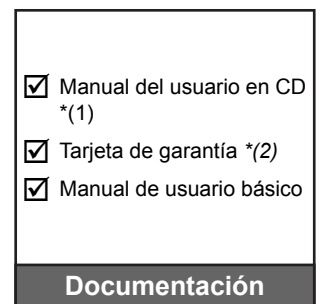 ☑ Manual del usuario en CD
*(1)
☑ Tarjeta de garantía *(2)
☑ Manual de usuario básico
Documentación